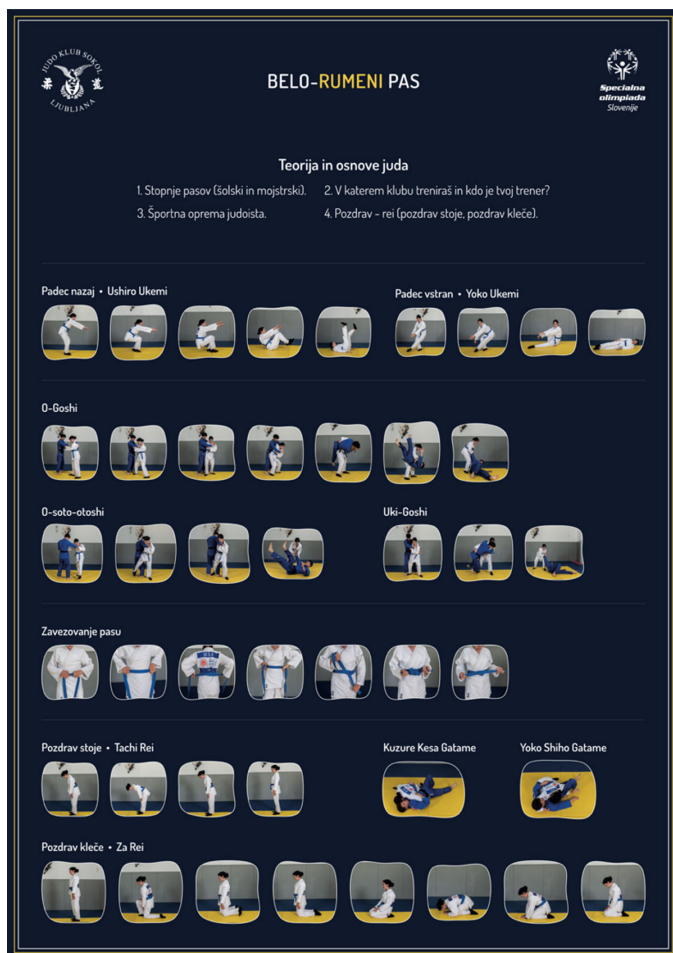 JUDO KLUB SOKOL
柔 道
LJUBLJANA
BELO-RUMENI PAS
Specialna
olimpiada
Slovenije
Teorija in osnove juda
1. Stopnje pasov (šolski in mojstrski).
2. V katerem klubu treniraš in kdo je tvoj trener?
3. Športna oprema judoista.
4. Pozdrav – rei (pozdrav stoje, pozdrav kleče).
Padec nazaj • Ushiro Ukemi
Padec vstran • Yoko Ukemi
O-Goshi
O-soto-otoshi
Uki-Goshi
Zavezovanje pasu
Pozdrav stoje • Tachi Rei
Kuzure Kesa Gatame
Yoko Shiho Gatame
Pozdrav kleče • Za Rei